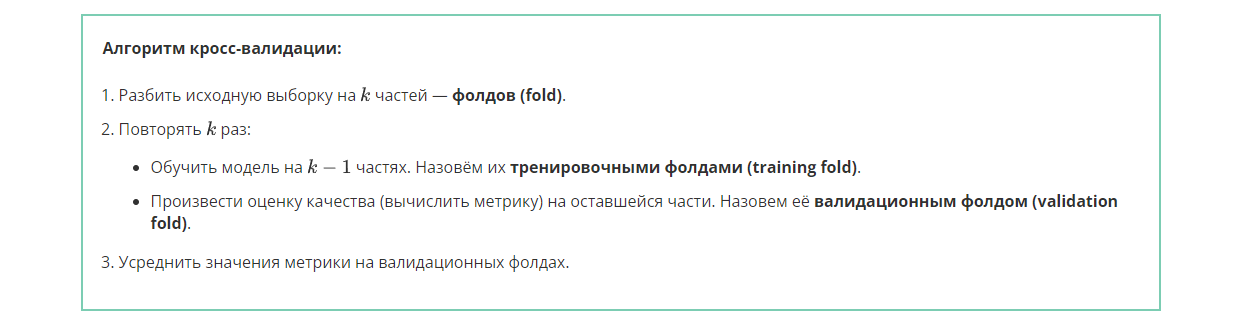 Алгоритм кросс-валидации:
1. Разбить исходную выборку на k частей — фолдов (fold).
2. Повторять k раз:
• Обучить модель на k − 1 частях. Назовём их тренировочными фолдами (training fold).
• Произвести оценку качества (вычислить метрику) на оставшейся части. Назовем её валидационным фолдом (validation
fold).
3. Усреднить значения метрики на валидационных фолдах.